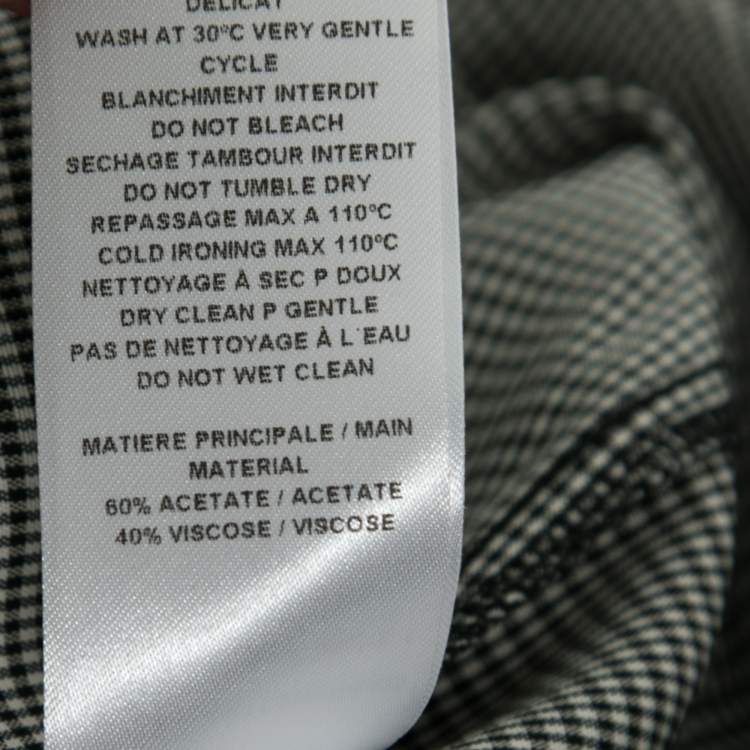 DELICAT
WASH AT 30°C VERY GENTLE
CYCLE
BLANCHIMENT INTERDIT
DO NOT BLEACH
SECHAGE TAMBOUR INTERDIT
DO NOT TUMBLE DRY
REPASSAGE MAX A 110°C
COLD IRONING MAX 110°C
NETTOYAGE À SEC P DOUX
DRY CLEAN P GENTLE
PAS DE NETTOYAGE À L'EAU
DO NOT WET CLEAN
MATIERE PRINCIPALE / MAIN
MATERIAL
60% ACETATE / ACETATE
40% VISCOSE / VISCOSE